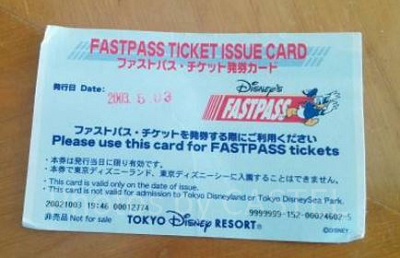 FASTPASS TICKET ISSUE CARD
ファストパス・チケット発券カード
発行日 Date: 2003. 5. 03
Disney's
FASTPASS
ファストパス・チケットを発券する際にご利用ください
Please use this card for FASTPASS tickets
・本券は発行当日に限り有効です。
・本券で東京ディズニーランド、東京ディズニーシーに入園することはできません。
・This card is valid only on the date of issue.
・This card is not valid for admission to Tokyo Disneyland or Tokyo DisneySea Park.
20021003 19:46 00012774
9999999-152-00024602-5
非売品 Not for sale
TOKYO Disney RESORT®
©DISNEY